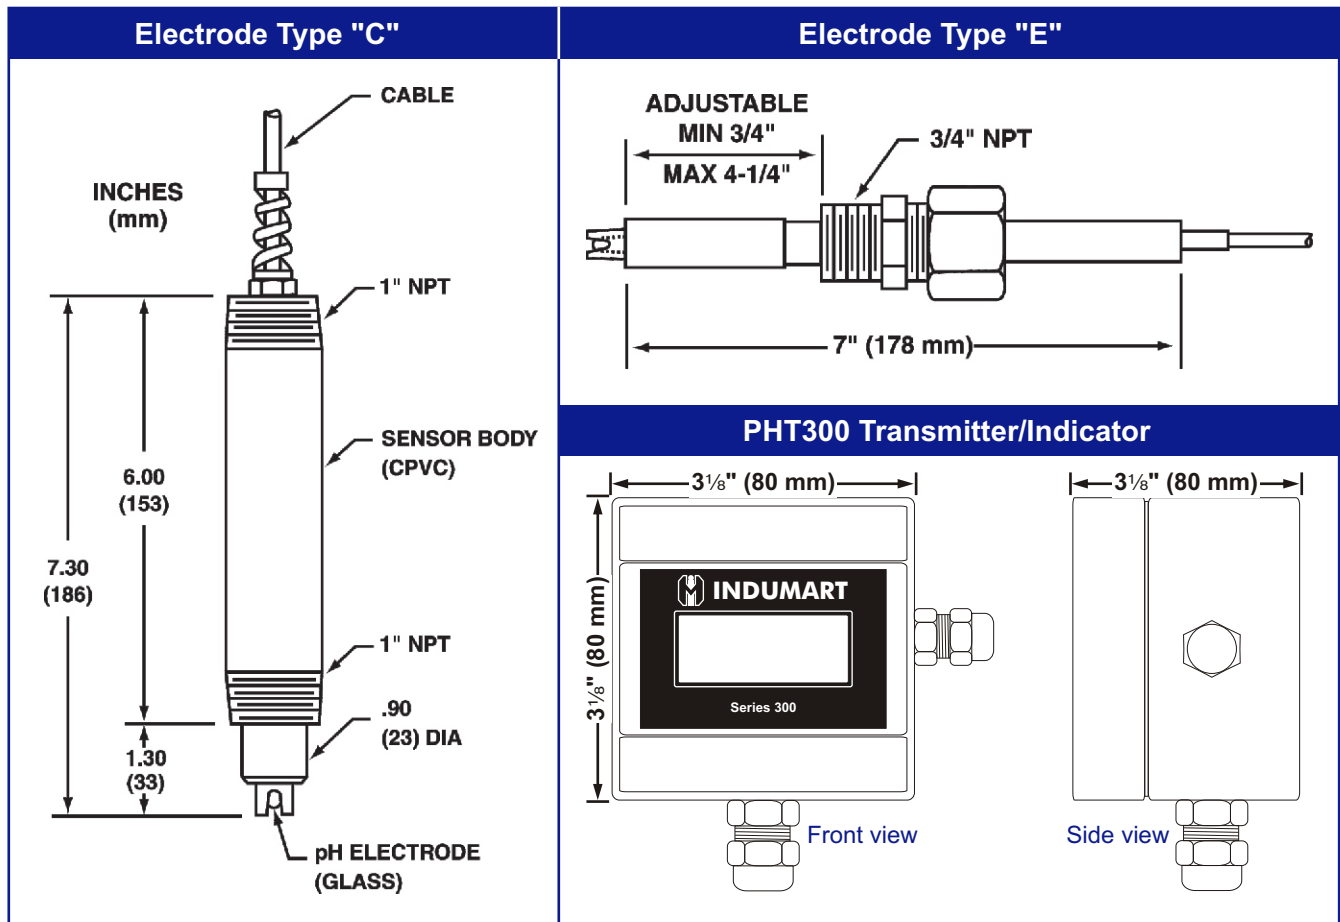 Electrode Type "C"
CABLE
INCHES
(mm)
1" NPT
SENSOR BODY
(CPVC)
6.00
(153)
7.30
(186)
1" NPT
.90
(23) DIA
1.30
(33)
pH ELECTRODE
(GLASS)
Electrode Type "E"
ADJUSTABLE
MIN 3/4"
MAX 4-1/4"
3/4" NPT
7" (178 mm)
PHT300 Transmitter/Indicator
3⅛" (80 mm)
3⅛" (80 mm)
INDUMART
Series 300
Front view
3⅛" (80 mm)
Side view